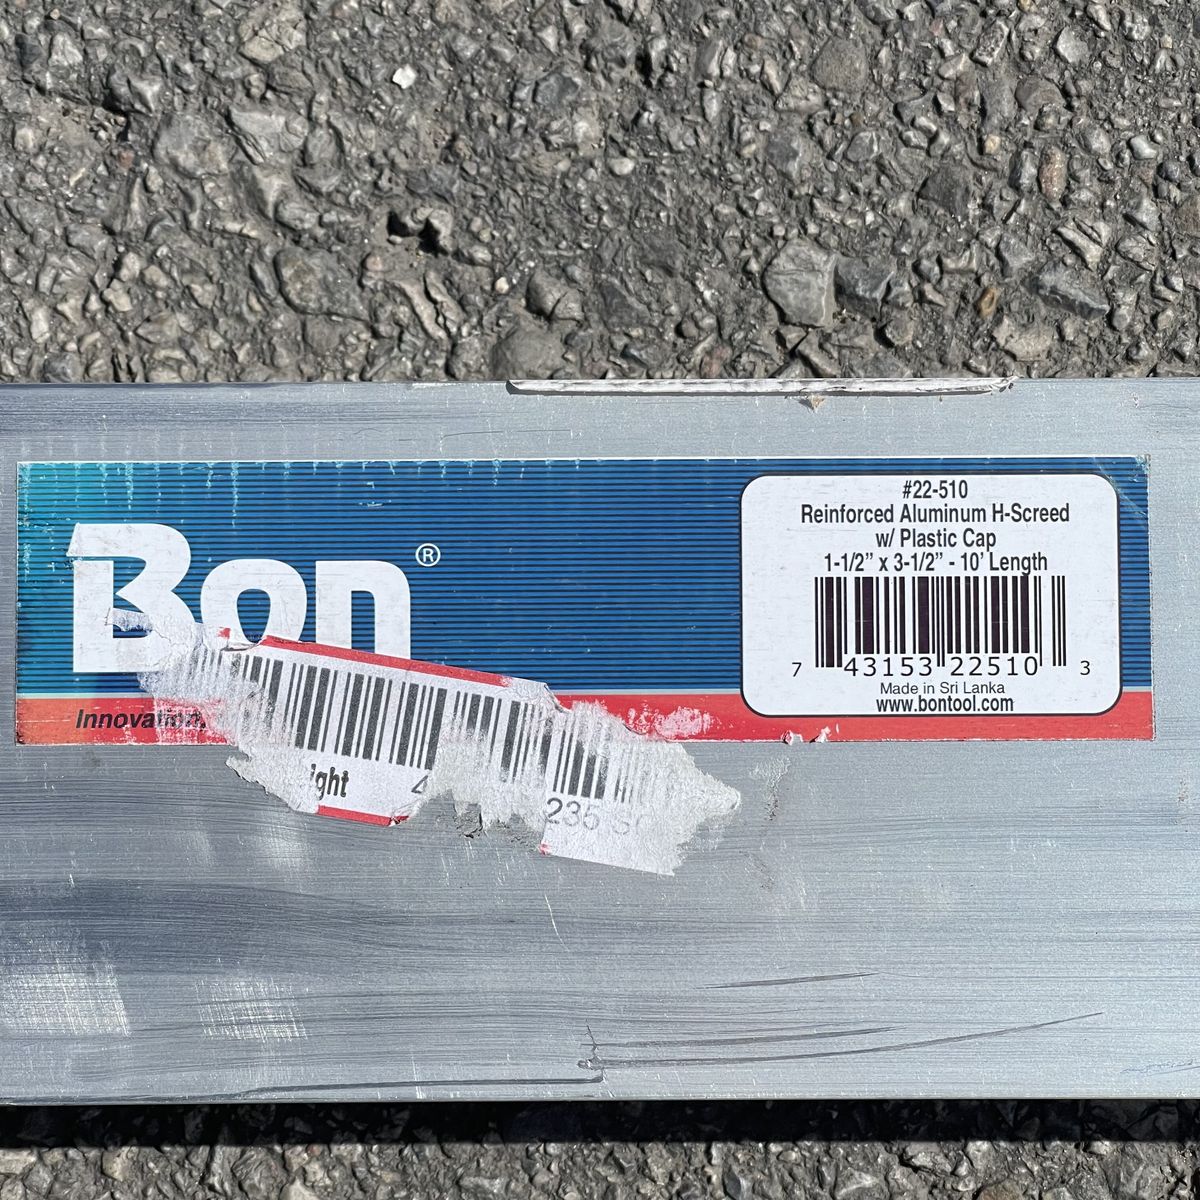 Bon®
Innovation,
#22-510
Reinforced Aluminum H-Screed
w/ Plastic Cap
1-1/2” x 3-1/2” - 10’ Length
7 43153 22510 3
Made in Sri Lanka
www.bontool.com
ight
4
235